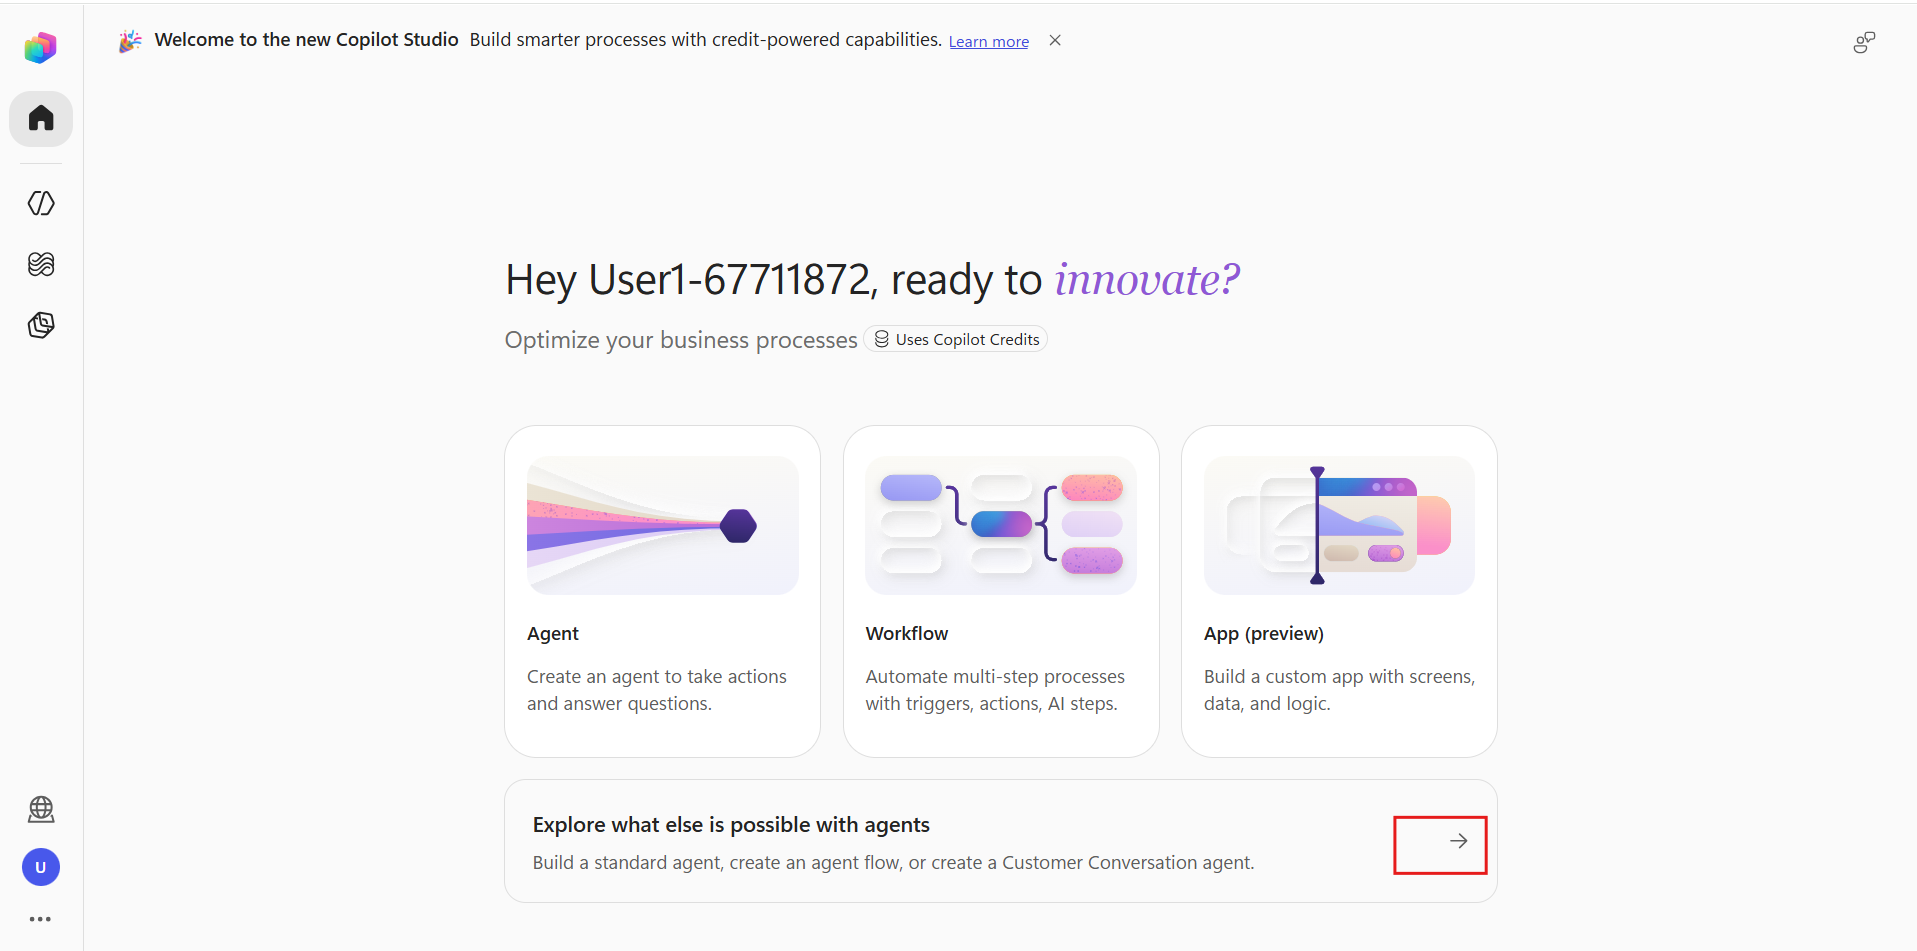 Welcome to the new Copilot Studio Build smarter processes with credit-powered capabilities. Learn more
Hey User1-67711872, ready to innovate?
Optimize your business processes Uses Copilot Credits
Agent
Create an agent to take actions
and answer questions.
Workflow
Automate multi-step processes
with triggers, actions, AI steps.
App (preview)
Build a custom app with screens,
data, and logic.
Explore what else is possible with agents
Build a standard agent, create an agent flow, or create a Customer Conversation agent.
U